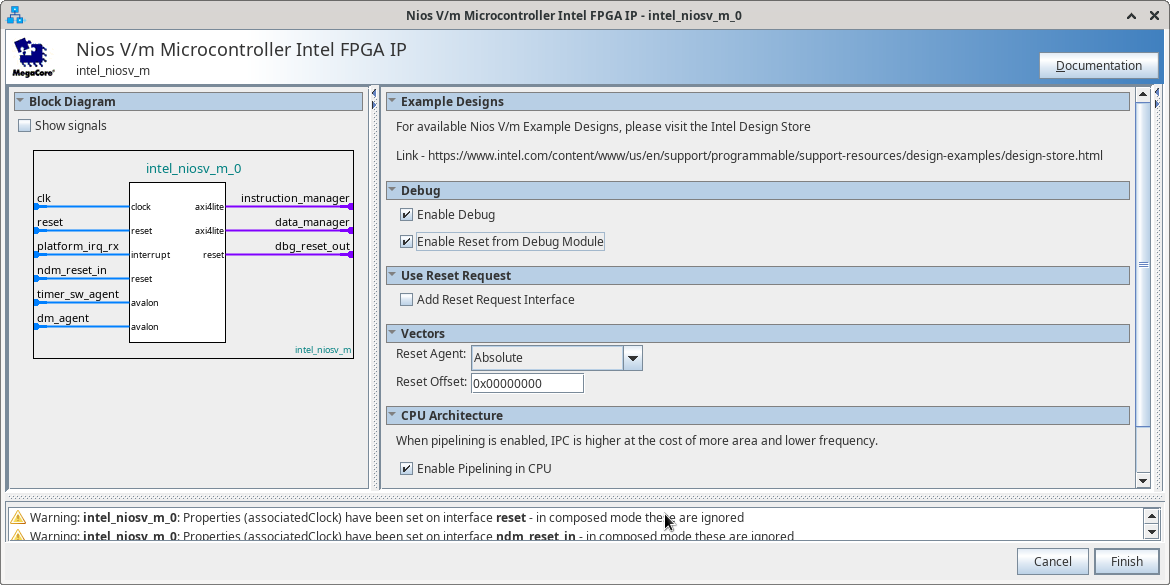 Nios V/m Microcontroller Intel FPGA IP - intel_niosv_m_0
MegaCore®
Nios V/m Microcontroller Intel FPGA IP
intel_niosv_m
Documentation
Block Diagram
Show signals
intel_niosv_m_0
clk
clock
axi4lite
instruction_manager
reset
reset
axi4lite
data_manager
platform_irq_rx
interrupt
reset
dbg_reset_out
ndm_reset_in
reset
timer_sw_agent
avalon
dm_agent
avalon
intel_niosv_m
Example Designs
For available Nios V/m Example Designs, please visit the Intel Design Store
Link - https://www.intel.com/content/www/us/en/support/programmable/support-resources/design-examples/design-store.html
Debug
Enable Debug
Enable Reset from Debug Module
Use Reset Request
Add Reset Request Interface
Vectors
Reset Agent: Absolute
Reset Offset: 0x00000000
CPU Architecture
When pipelining is enabled, IPC is higher at the cost of more area and lower frequency.
Enable Pipelining in CPU
Warning: intel_niosv_m_0: Properties (associatedClock) have been set on interface reset - in composed mode these are ignored
Warning: intel_niosv_m_0: Properties (associatedClock) have been set on interface ndm_reset_in - in composed mode these are ignored
Cancel
Finish